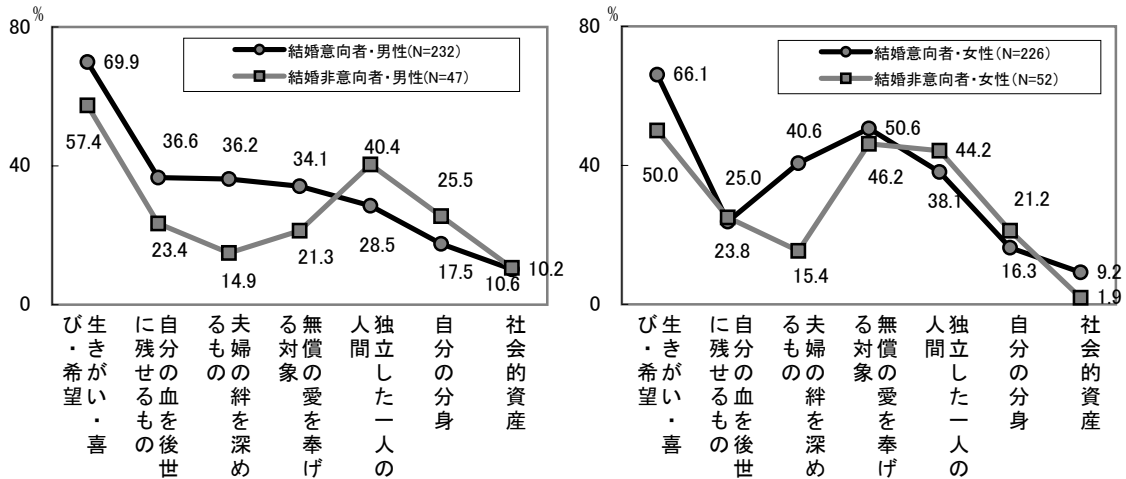 %
80
結婚意向者・男性(N=232)
結婚非意向者・男性(N=47)
69.9
57.4
36.6
36.2
34.1
40.4
25.5
40
23.4
14.9
21.3
28.5
17.5
10.6
10.2
0
生きがい・喜
び・希望
自分の血を後世
に残せるもの
夫婦の絆を深め
るもの
無償の愛を奉げ
る対象
独立した一人の
人間
自分の分身
社会的資産
%
80
結婚意向者・女性(N=226)
結婚非意向者・女性(N=52)
66.1
50.0
25.0
40.6
50.6
44.2
21.2
40
23.8
15.4
46.2
38.1
16.3
9.2
1.9
0
生きがい・喜
び・希望
自分の血を後世
に残せるもの
夫婦の絆を深め
るもの
無償の愛を奉げ
る対象
独立した一人の
人間
自分の分身
社会的資産